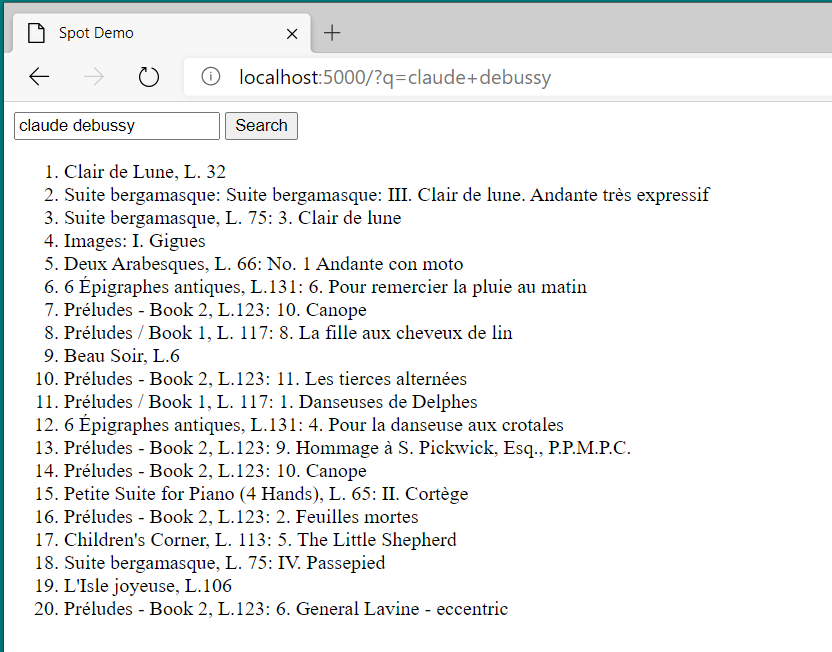 Spot Demo
localhost:5000/?q=claude+debussy
claude debussy Search
1. Clair de Lune, L. 32
2. Suite bergamasque: Suite bergamasque: III. Clair de lune. Andante très expressif
3. Suite bergamasque, L. 75: 3. Clair de lune
4. Images: I. Gigues
5. Deux Arabesques, L. 66: No. 1 Andante con moto
6. 6 Épigraphes antiques, L.131: 6. Pour remercier la pluie au matin
7. Préludes - Book 2, L.123: 10. Canope
8. Préludes / Book 1, L. 117: 8. La fille aux cheveux de lin
9. Beau Soir, L.6
10. Préludes - Book 2, L.123: 11. Les tierces alternées
11. Préludes / Book 1, L. 117: 1. Danseuses de Delphes
12. 6 Épigraphes antiques, L.131: 4. Pour la danseuse aux crotales
13. Préludes - Book 2, L.123: 9. Hommage à S. Pickwick, Esq., P.P.M.P.C.
14. Préludes - Book 2, L.123: 10. Canope
15. Petite Suite for Piano (4 Hands), L. 65: II. Cortège
16. Préludes - Book 2, L.123: 2. Feuilles mortes
17. Children's Corner, L. 113: 5. The Little Shepherd
18. Suite bergamasque, L. 75: IV. Passepied
19. L'Isle joyeuse, L.106
20. Préludes - Book 2, L.123: 6. General Lavine - eccentric